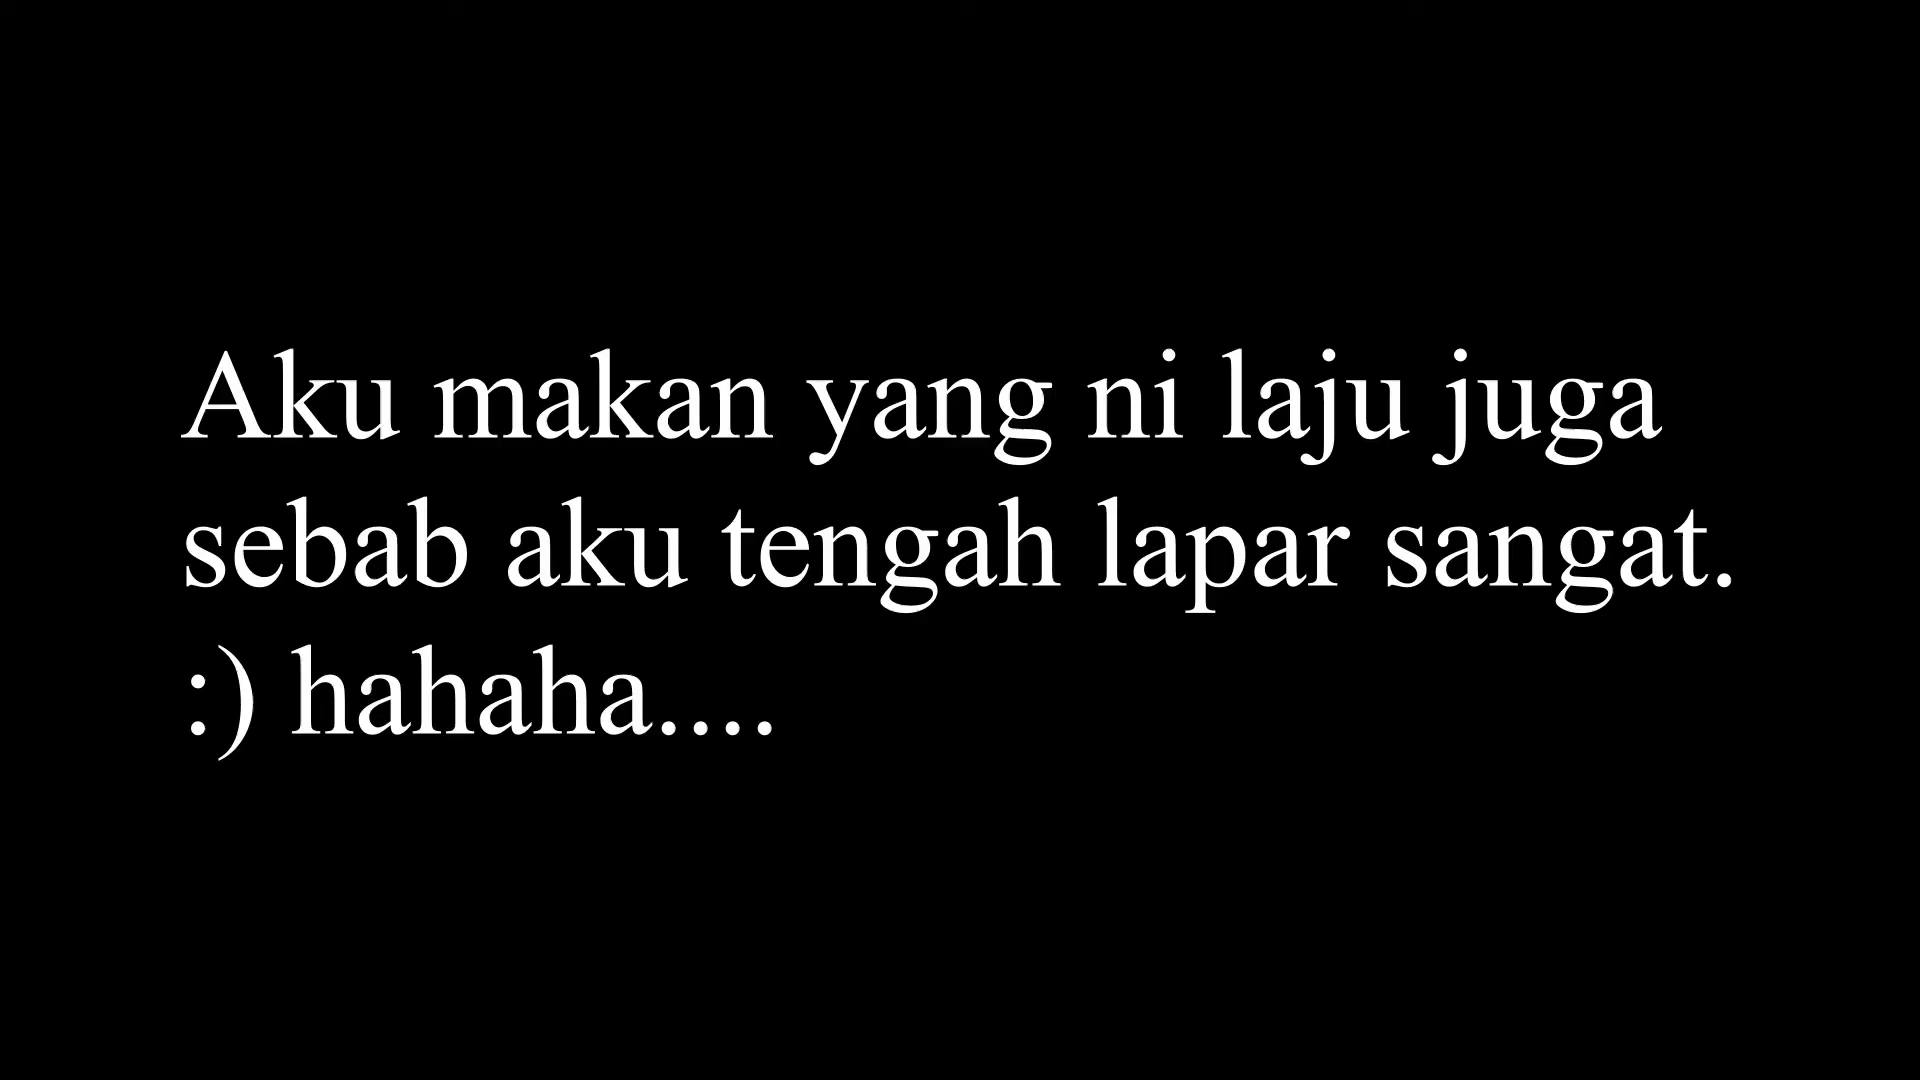 Aku makan yang ni laju juga
sebab aku tengah lapar sangat.
:) hahaha....